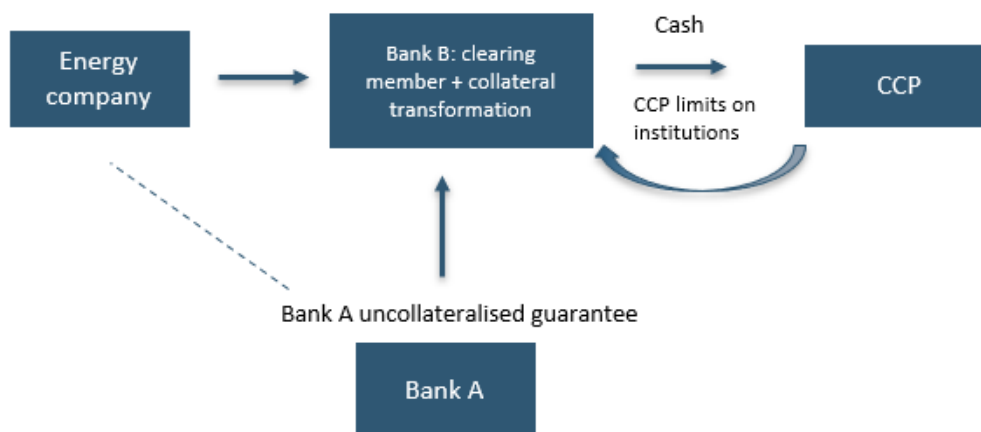 Energy
company
Bank B: clearing
member + collateral
transformation
Cash
CCP limits on
institutions
CCP
Bank A uncollateralised guarantee
Bank A